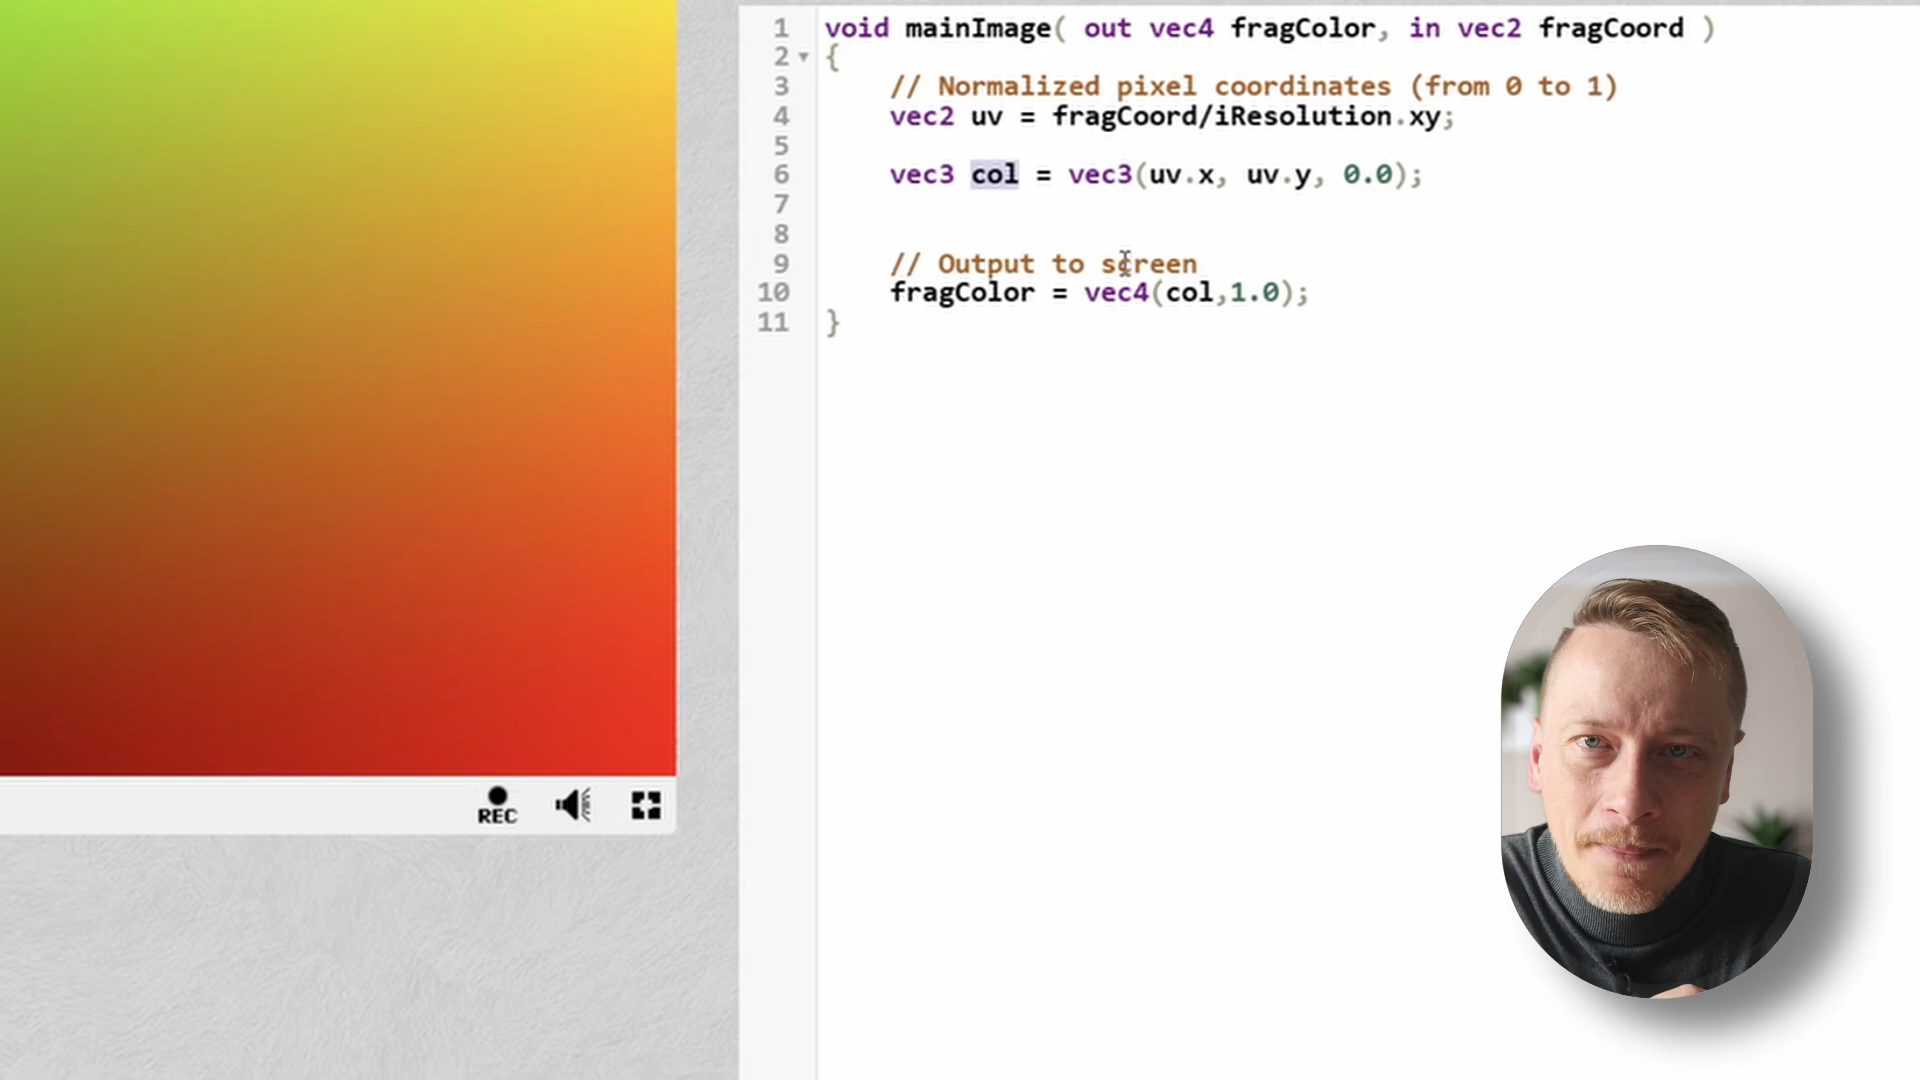 1 void mainImage( out vec4 fragColor, in vec2 fragCoord )
2 {
3 // Normalized pixel coordinates (from 0 to 1)
4 vec2 uv = fragCoord/iResolution.xy;
5
6 vec3 col = vec3(uv.x, uv.y, 0.0);
7
8
9 // Output to screen
10 fragColor = vec4(col,1.0);
11 }
REC